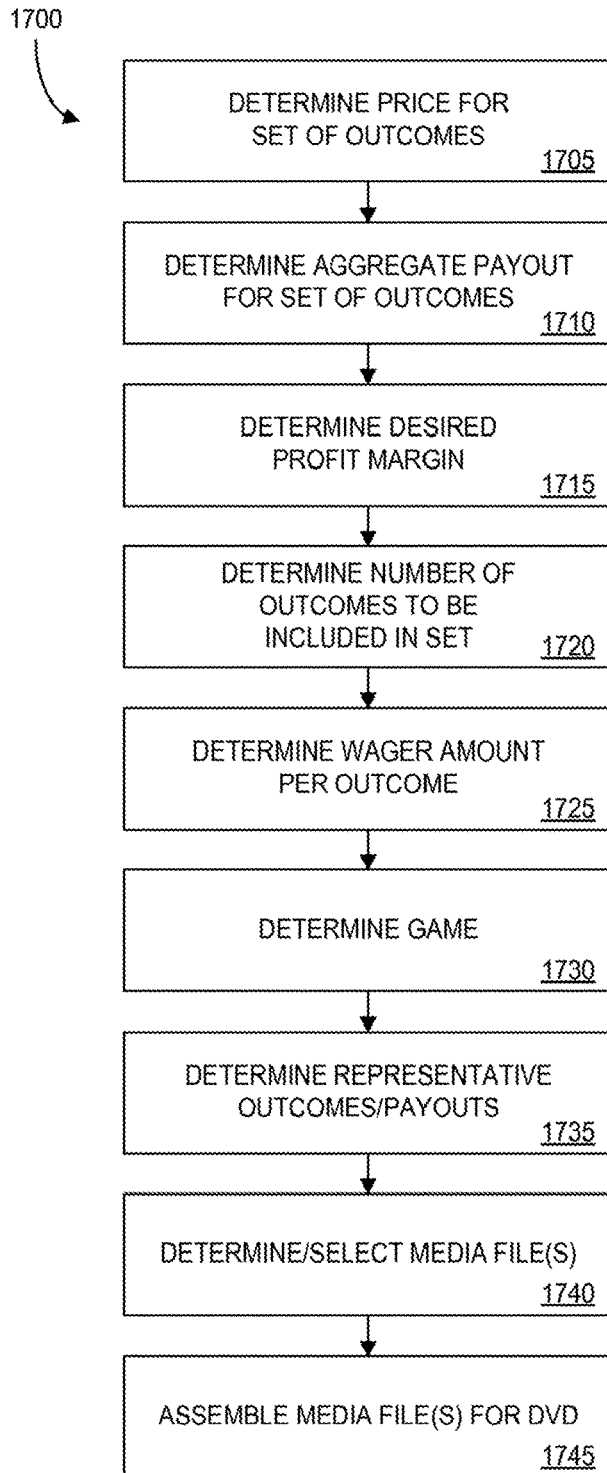 1700
DETERMINE PRICE FOR
SET OF OUTCOMES
1705
DETERMINE AGGREGATE PAYOUT
FOR SET OF OUTCOMES
1710
DETERMINE DESIRED
PROFIT MARGIN
1715
DETERMINE NUMBER OF
OUTCOMES TO BE
INCLUDED IN SET
1720
DETERMINE WAGER AMOUNT
PER OUTCOME
1725
DETERMINE GAME
1730
DETERMINE REPRESENTATIVE
OUTCOMES/PAYOUTS
1735
DETERMINE/SELECT MEDIA FILE(S)
1740
ASSEMBLE MEDIA FILE(S) FOR DVD
1745